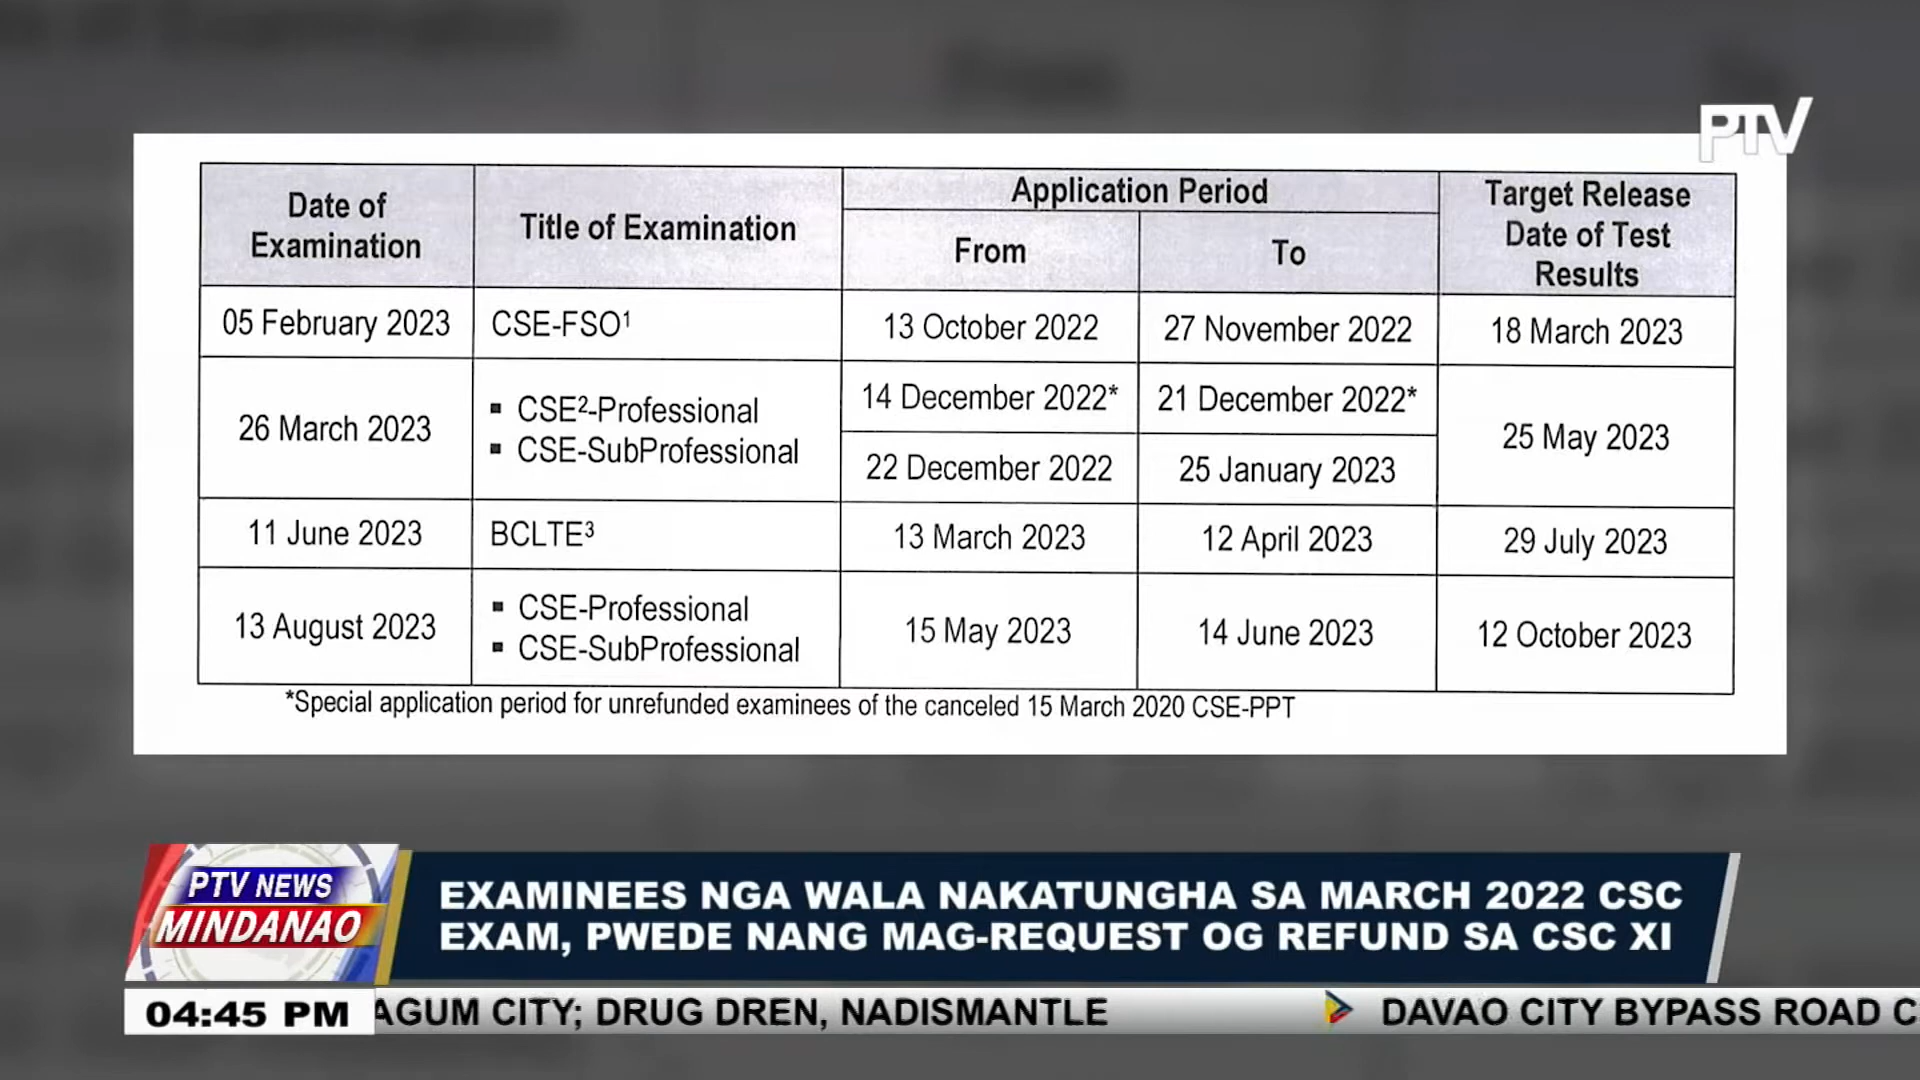 PTV
Date of
Examination
Title of Examination
Application Period
From
To
Target Release
Date of Test
Results
05 February 2023
CSE-FSO¹
13 October 2022
27 November 2022
18 March 2023
26 March 2023
▪ CSE²-Professional
▪ CSE-SubProfessional
14 December 2022*
21 December 2022*
22 December 2022
25 January 2023
25 May 2023
11 June 2023
BCLTE³
13 March 2023
12 April 2023
29 July 2023
13 August 2023
▪ CSE-Professional
▪ CSE-SubProfessional
15 May 2023
14 June 2023
12 October 2023
*Special application period for unrefunded examinees of the canceled 15 March 2020 CSE-PPT
PTV NEWS
MINDANAO
EXAMINEES NGA WALA NAKATUNGHA SA MARCH 2022 CSC
EXAM, PWEDE NANG MAG-REQUEST OG REFUND SA CSC XI
04:45 PM
AGUM CITY; DRUG DREN, NADISMANTLE
DAVAO CITY BYPASS ROAD C